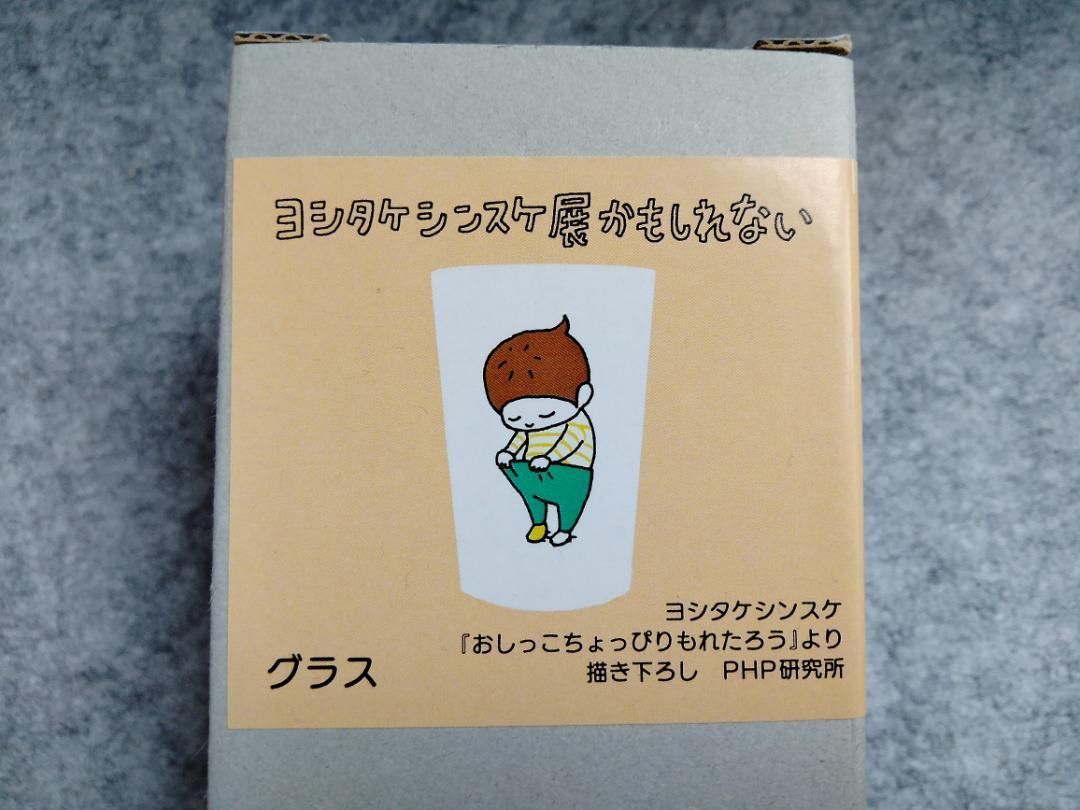 ヨシタケシンスケ展かもしれない
ヨシタケシンスケ
『おしっこちょっぴりもれたろう』より
描き下ろし　PHP研究所
グラス